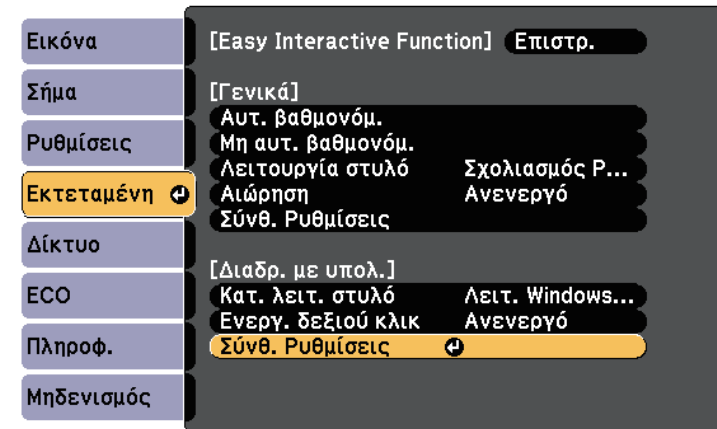 Εικόνα
Σήμα
Ρυθμίσεις
Εκτεταμένη
Δίκτυο
ECO
Πληροφ.
Μηδενισμός
[Easy Interactive Function] Επιστρ.
[Γενικά]
Αυτ. βαθμονόμ.
Μη αυτ. βαθμονόμ.
Λειτουργία στυλό Σχολιασμός P...
Αιώρηση Ανενεργό
Σύνθ. Ρυθμίσεις
[Διαδρ. με υπολ.]
Κατ. λειτ. στυλό Λειτ. Windows...
Ενεργ. δεξιού κλικ Ανενεργό
Σύνθ. Ρυθμίσεις